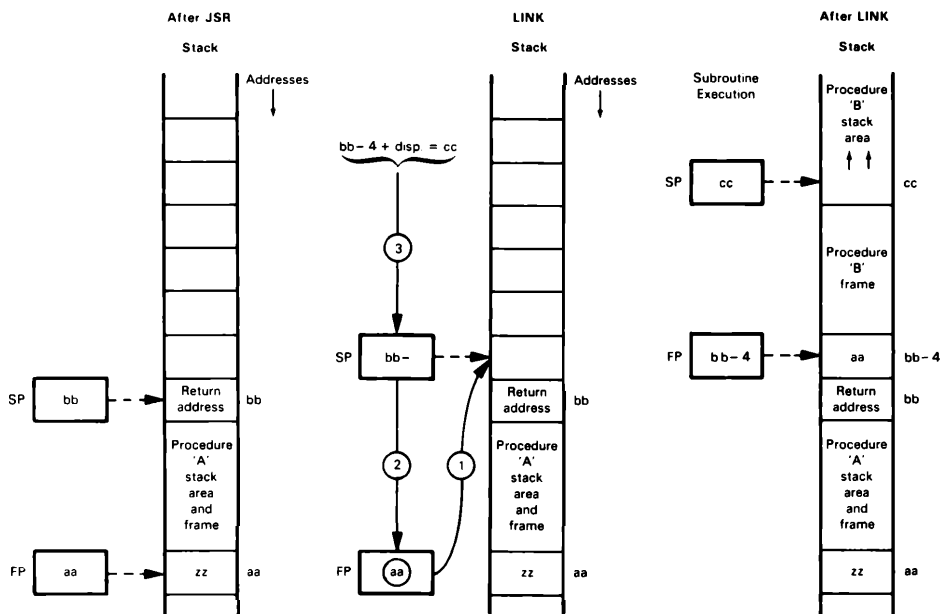 After JSR
Stack
Addresses
SP
bb
Return
address
bb
Procedure
'A'
stack
area
and
frame
FP
aa
zz
aa
LINK
Stack
Addresses
bb-4 + disp. = cc
3
SP
bb-
Return
address
bb
2
1
Procedure
'A'
stack
area
and
frame
FP
aa
zz
aa
After LINK
Stack
Subroutine
Execution
Procedure
'B'
stack
area
SP
cc
cc
Procedure
'B'
frame
FP
bb-4
aa
bb-4
Return
address
bb
Procedure
'A'
stack
area
and
frame
zz
aa